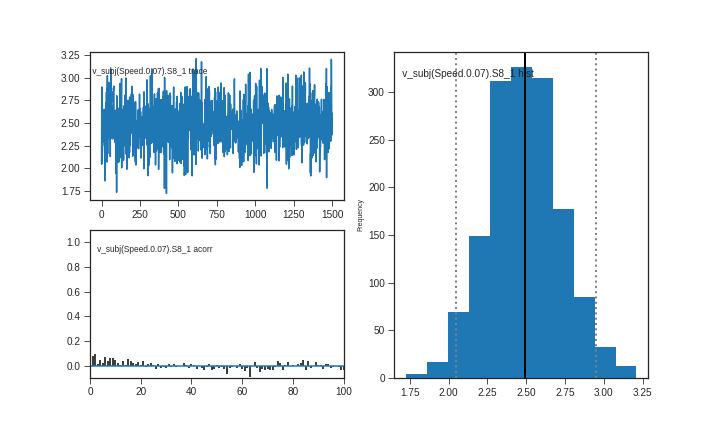 3.25
3.00
2.75
2.50
2.25
2.00
1.75
v_subj(Speed.0.07).S8_1 trace
0 250 500 750 1000 1250 1500
1.0
0.8
0.6
0.4
0.2
0.0
v_subj(Speed.0.07).S8_1 acorr
0 20 40 60 80 100
Frequency
300
250
200
150
100
50
0
v_subj(Speed.0.07).S8_1 hist
1.75 2.00 2.25 2.50 2.75 3.00 3.25